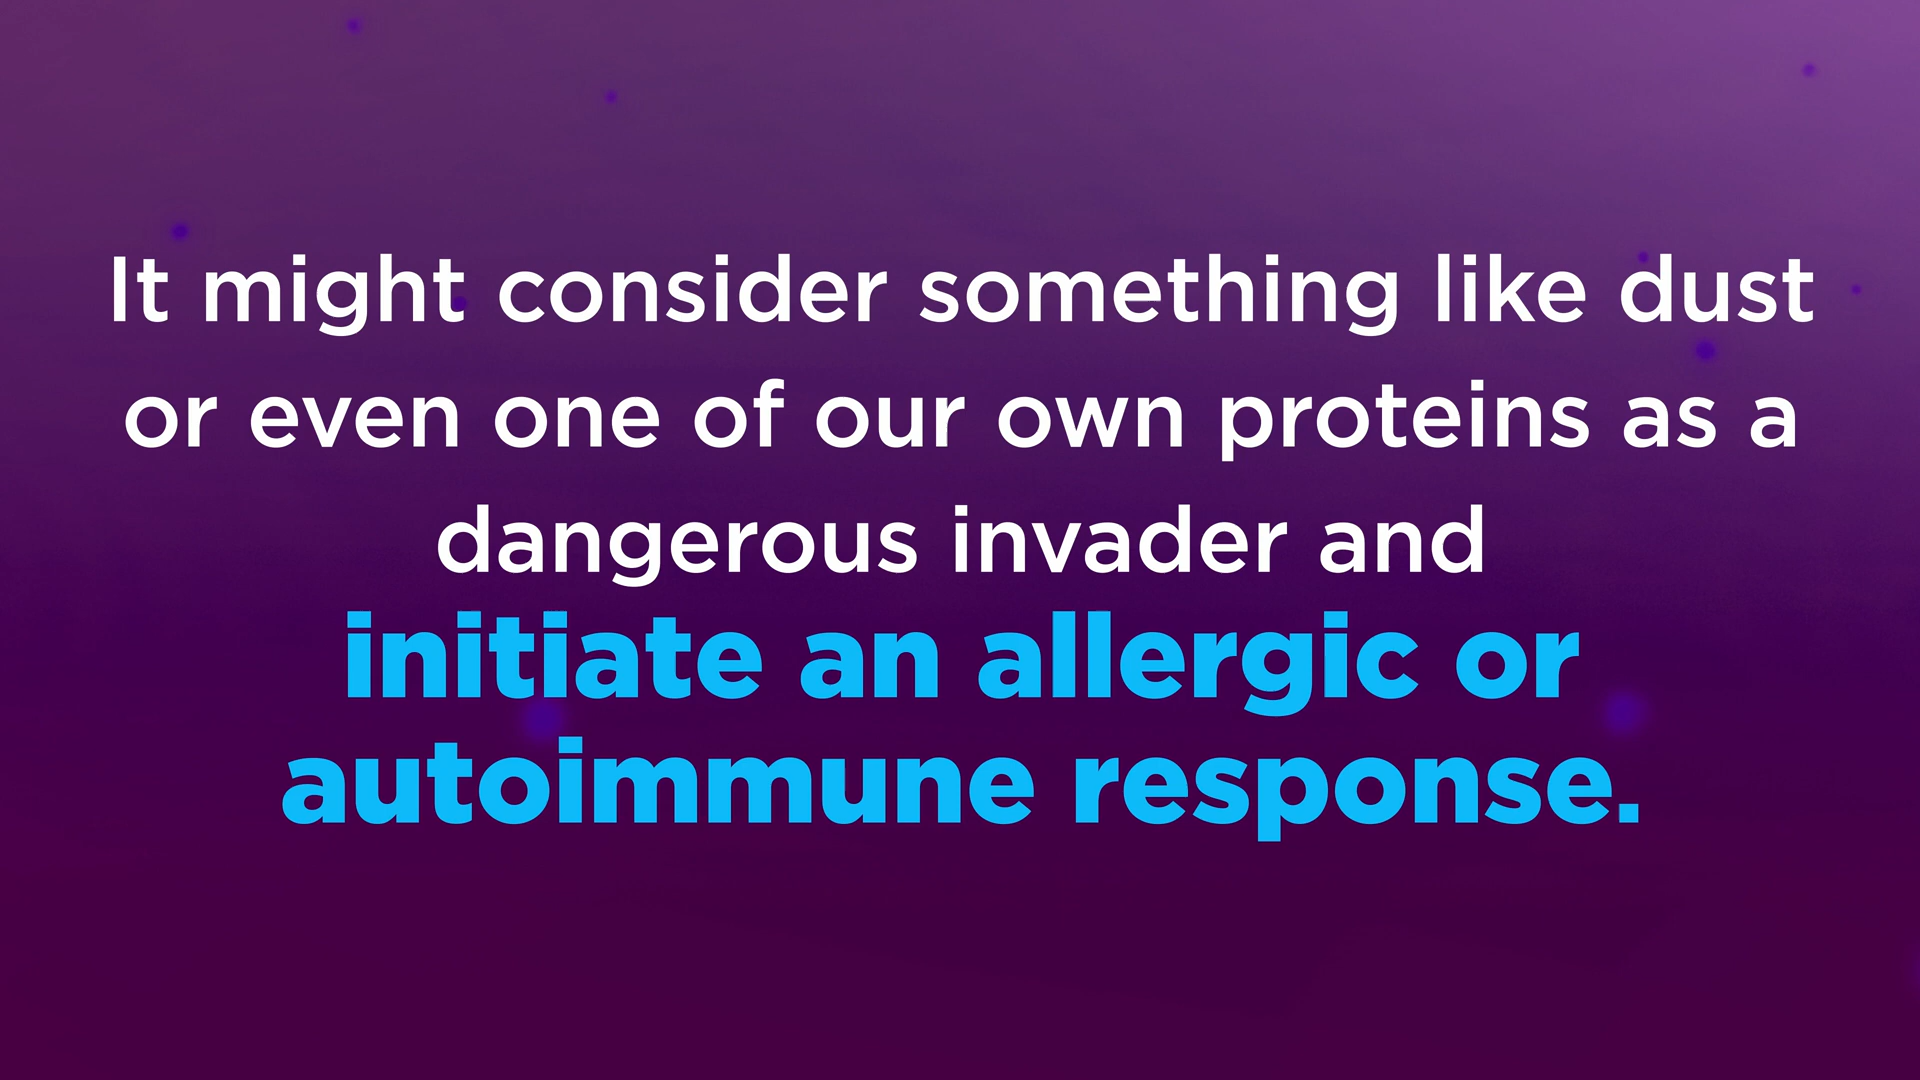 It might consider something like dust
or even one of our own proteins as a
dangerous invader and
initiate an allergic or
autoimmune response.